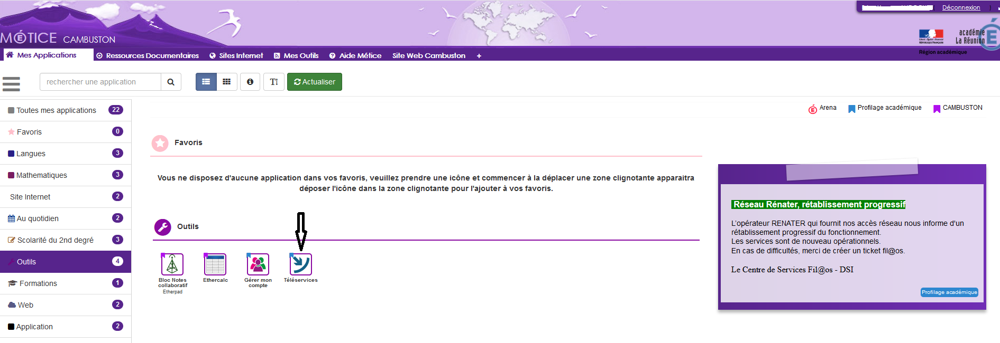 Déconnexion
MÉTICE CAMBUSTON
académie
La Réunion
RÉPUBLIQUE FRANÇAISE
Région académique
Mes Applications
Ressources Documentaires
Sites Internet
Mes Outils
Aide Métice
Site Web Cambuston
+
rechercher une application
Actualiser
Toutes mes applications 22
Favoris 0
Langues 3
Mathematiques 3
Site Internet 2
Au quotidien 2
Scolarité du 2nd degré 3
Outils 4
Formations 1
Web 2
Application 2
Arena
Profilage académique
CAMBUSTON
Favoris
Vous ne disposez d'aucune application dans vos favoris, veuillez prendre une icône et commencer à la déplacer une zone clignotante apparaitra
déposer l'icône dans la zone clignotante pour l'ajouter à vos favoris.
Outils
Bloc Notes
collaboratif
Etherpad
Ethercalc
Gérer mon
compte
Téléservices
Réseau Rénater, rétablissement progressif
L'opérateur RENATER qui fournit nos accès réseau nous informe d'un
rétablissement progressif du fonctionnement.
Les services sont de nouveau opérationnels.
En cas de difficultés, merci de créer un ticket fil@os.
Le Centre de Services Fil@os - DSI
Profilage académique